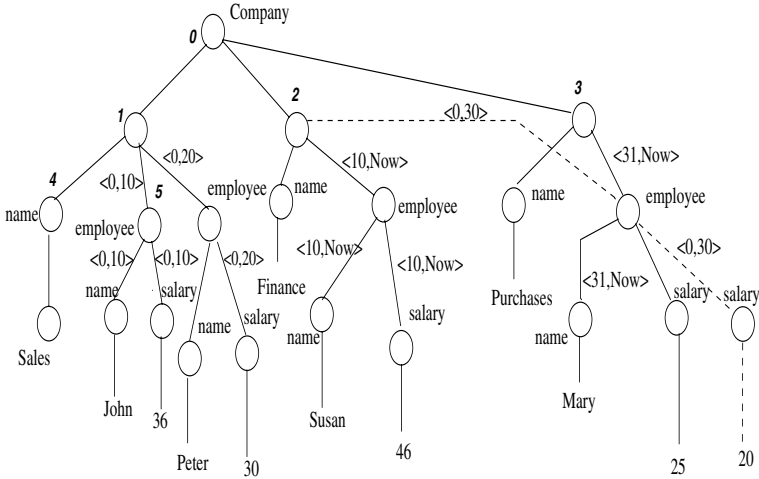 Company
0
3
2
1
<0,30>
<0,20>
<10,Now>
<31,Now>
4
<0,10>
5
employee
name
name
employee
name
employee
employee
<0,30>
<10,Now>
<0,10>
<0,10>
<0,20>
<10,Now>
Finance
<31,Now>
Purchases
name
salary
salary
salary
name
salary
salary
name
name
Sales
Mary
John
36
Susan
46
Peter
30
25
20